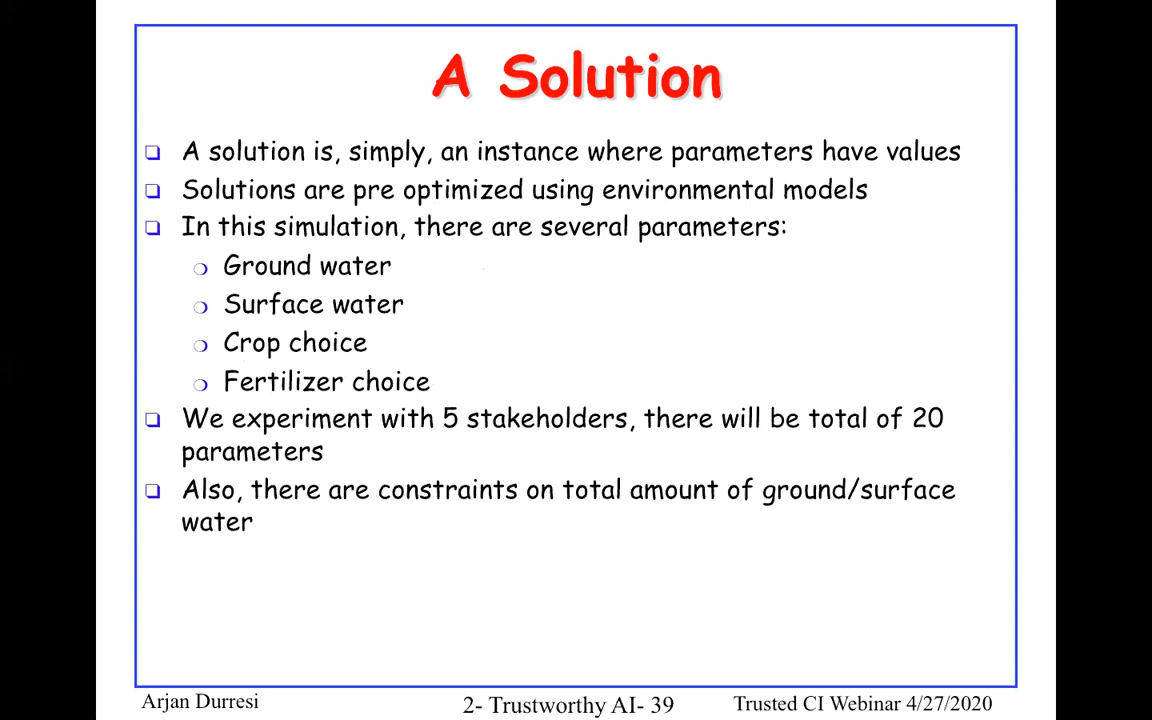 A Solution
A solution is, simply, an instance where parameters have values
Solutions are pre optimized using environmental models
In this simulation, there are several parameters:
Ground water
Surface water
Crop choice
Fertilizer choice
We experiment with 5 stakeholders, there will be total of 20
parameters
Also, there are constraints on total amount of ground/surface
water
Arjan Durresi
2- Trustworthy AI- 39
Trusted CI Webinar 4/27/2020